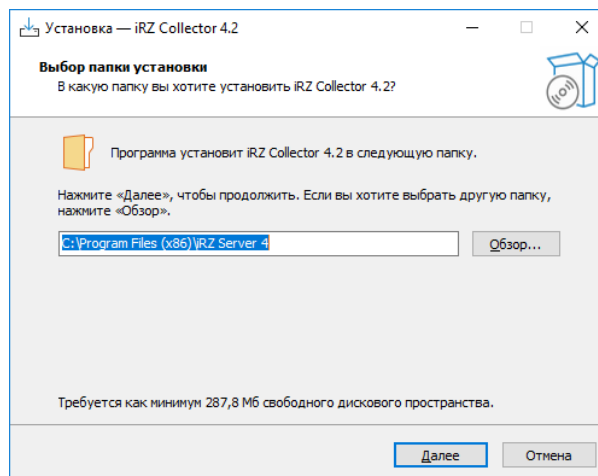 Установка — iRZ Collector 4.2
Выбор папки установки
В какую папку вы хотите установить iRZ Collector 4.2?
Программа установит iRZ Collector 4.2 в следующую папку.
Нажмите «Далее», чтобы продолжить. Если вы хотите выбрать другую папку,
нажмите «Обзор».
C:\Program Files (x86)\iRZ Server 4
Обзор...
Требуется как минимум 287,8 Мб свободного дискового пространства.
Далее
Отмена